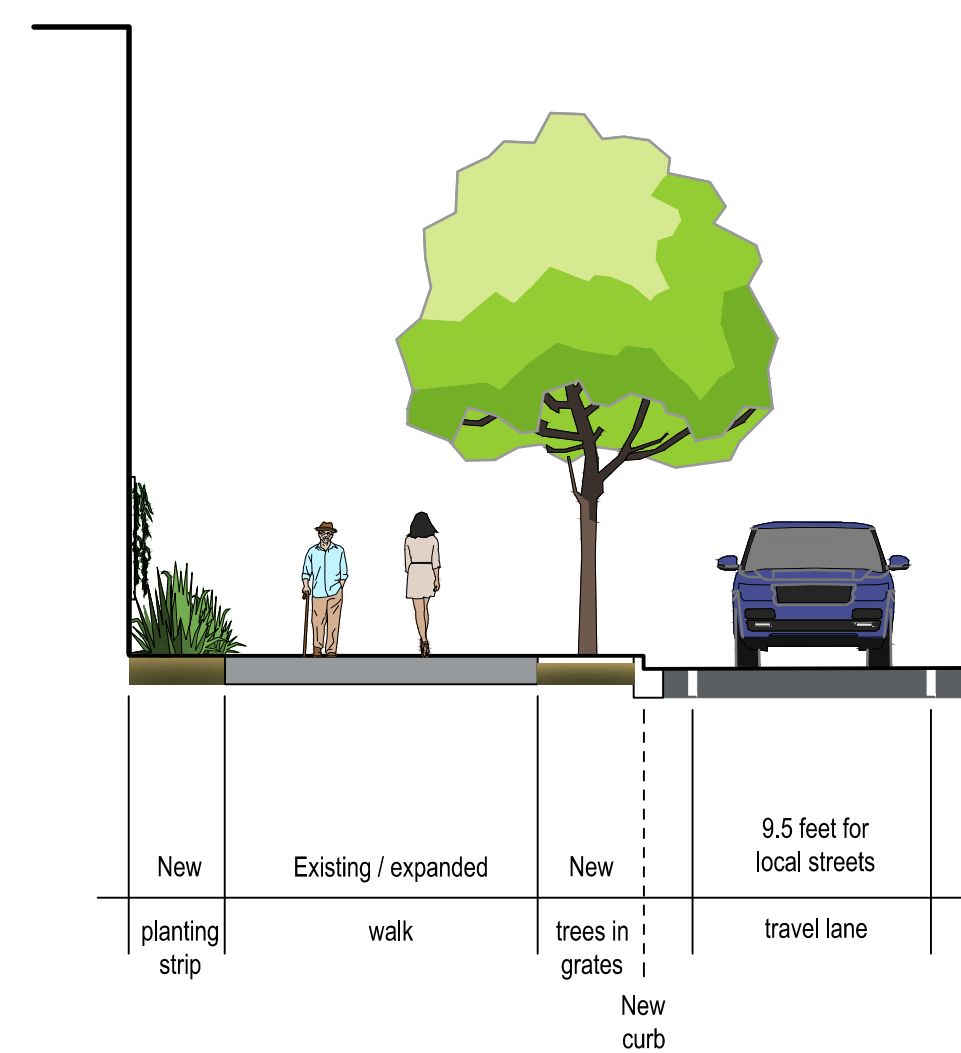 9.5 feet for
local streets
New
Existing / expanded
New
planting
strip
walk
trees in
grates
travel lane
New
curb